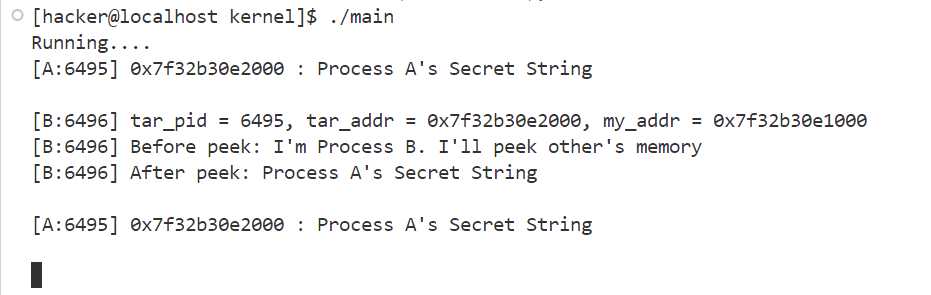 [hacker@localhost kernel]$ ./main
Running....
[A:6495] 0x7f32b30e2000 : Process A's Secret String
[B:6496] tar_pid = 6495, tar_addr = 0x7f32b30e2000, my_addr = 0x7f32b30e1000
[B:6496] Before peek: I'm Process B. I'll peek other's memory
[B:6496] After peek: Process A's Secret String
[A:6495] 0x7f32b30e2000 : Process A's Secret String